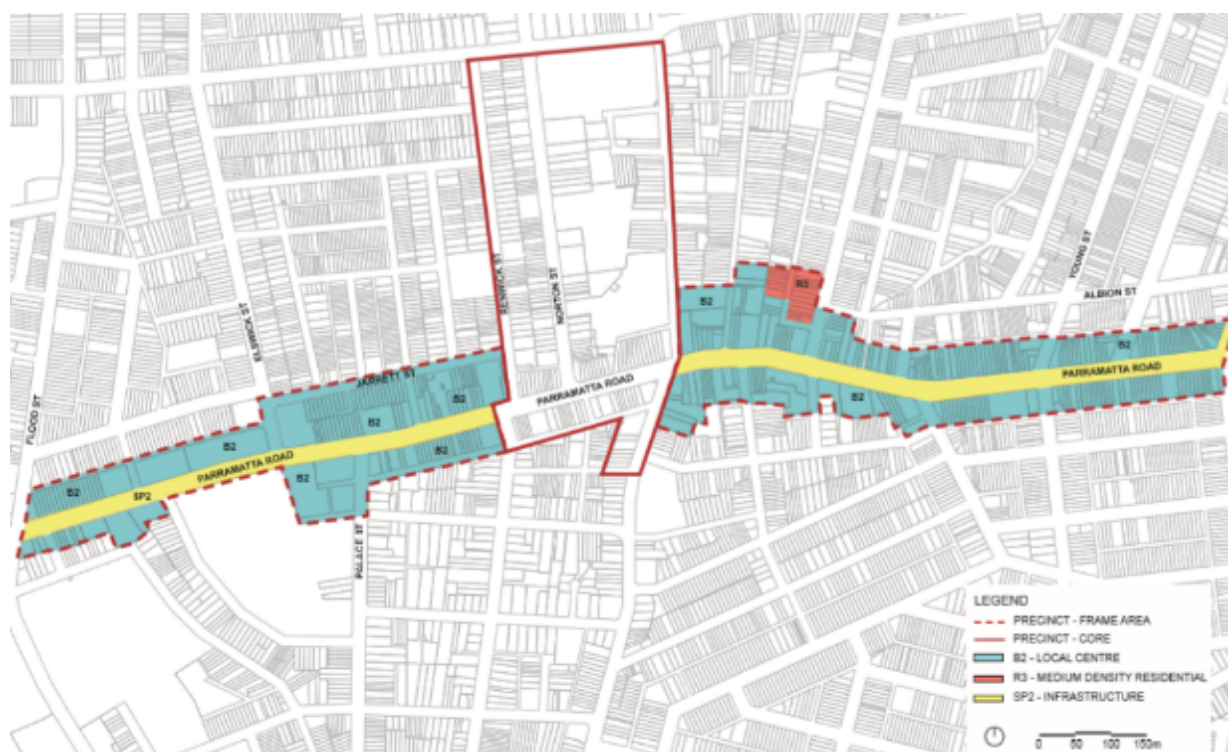 YOUNG ST
R3
ALBION ST
B2
RENWICK ST
NORTON ST
ELSWICK ST
B2
PARRAMATTA ROAD
JARRETT ST
PARRAMATTA ROAD
B2
B2
B2
FLOOD ST
B2
B2
B2
PARRAMATTA ROAD
B2
SP2
PALACE ST
LEGEND
PRECINCT - FRAME AREA
PRECINCT - CORE
B2 - LOCAL CENTRE
R3 - MEDIUM DENSITY RESIDENTIAL
SP2 - INFRASTRUCTURE
0 50 100 150m